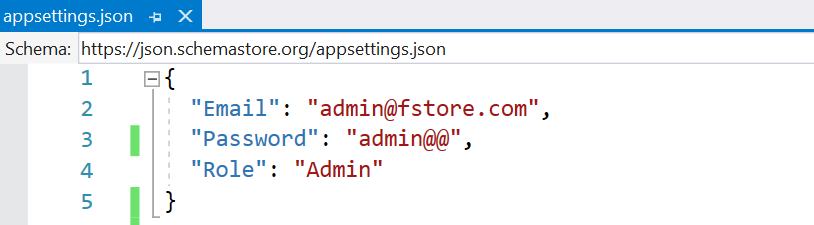 appsettings.json
Schema: https://json.schemastore.org/appsettings.json
1 {
2 "Email": "admin@fstore.com",
3 "Password": "admin@@",
4 "Role": "Admin"
5 }